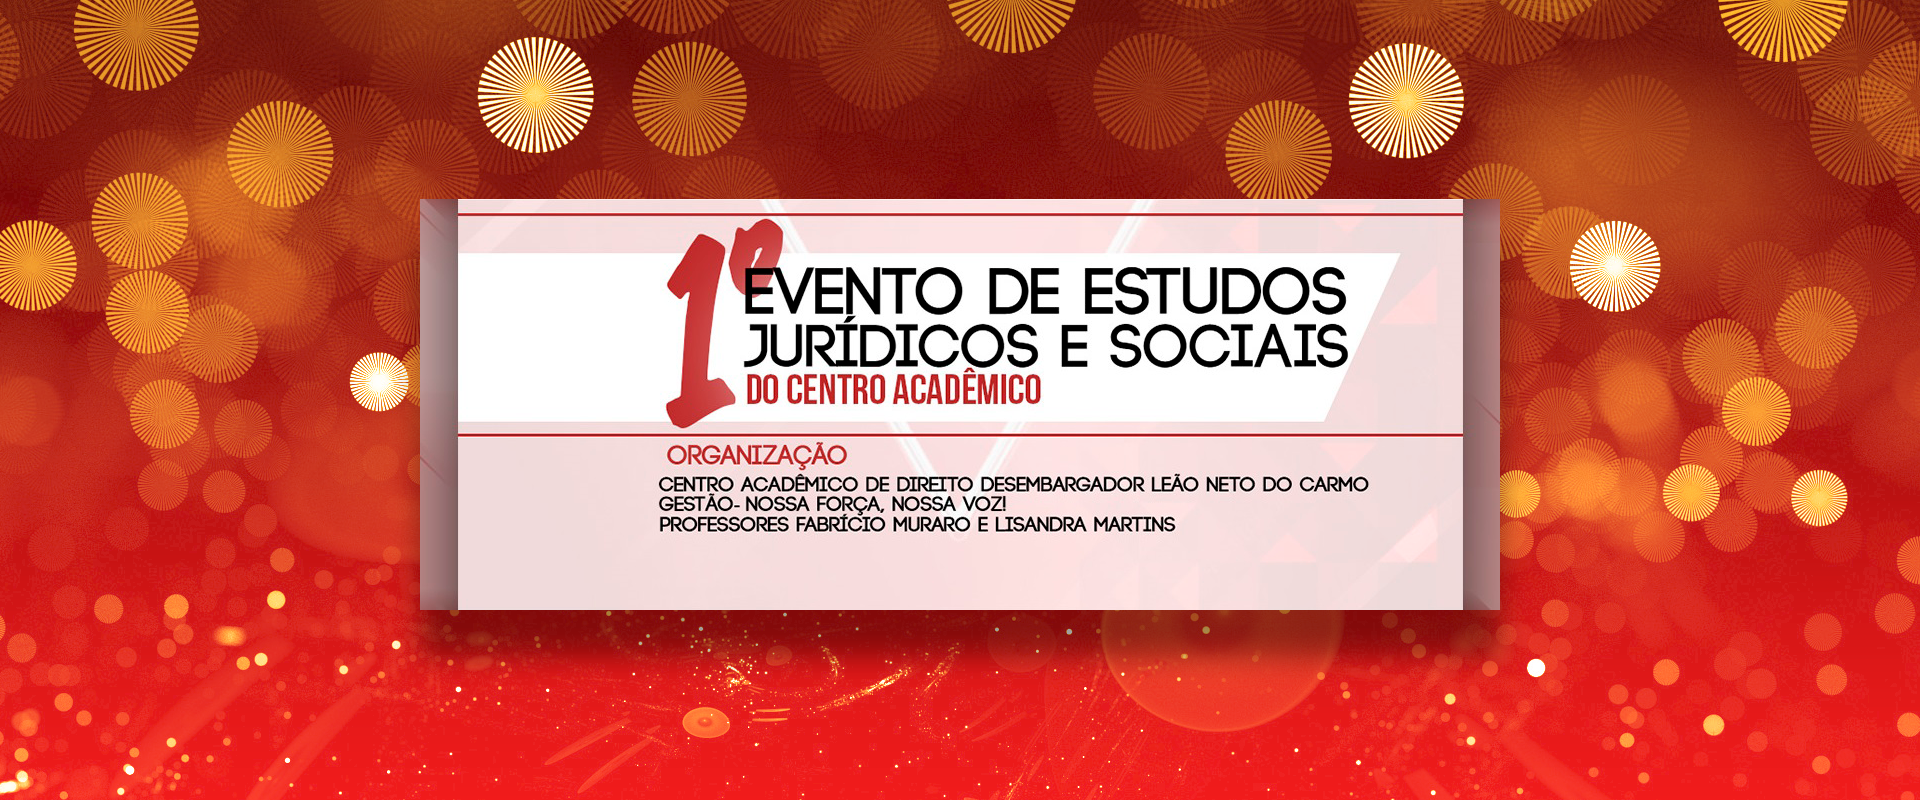 1º EVENTO DE ESTUDOS
JURÍDICOS E SOCIAIS
DO CENTRO ACADÊMICO
ORGANIZAÇÃO
CENTRO ACADÊMICO DE DIREITO DESEMBARGADOR LEÃO NETO DO CARMO
GESTÃO- NOSSA FORÇA, NOSSA VOZ!
PROFESSORES FABRÍCIO MURARO E LISANDRA MARTINS